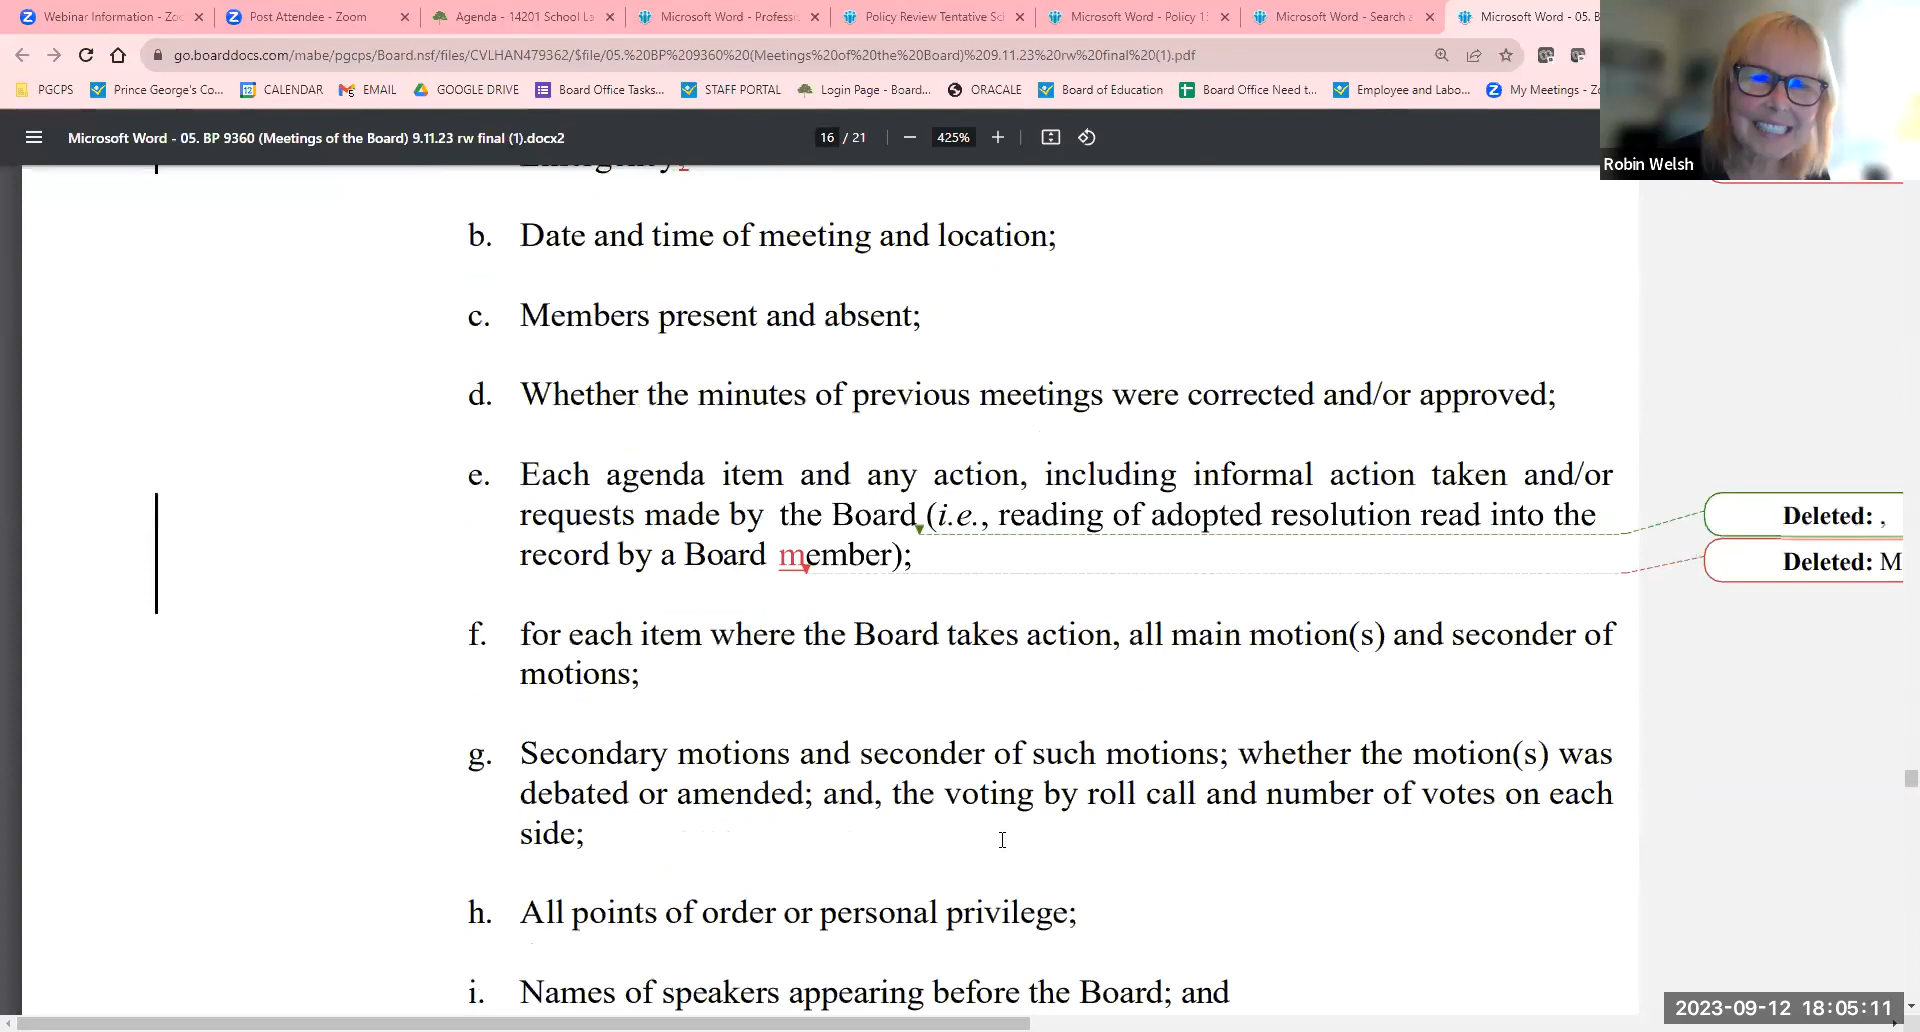 Webinar Information - Zoo
Post Attendee - Zoom
Agenda - 14201 School La
Microsoft Word - Professi
Policy Review Tentative Sc
Microsoft Word - Policy 1
Microsoft Word - Search a
Microsoft Word - 05. B
go.boarddocs.com/mabe/pgcps/Board.nsf/files/CVLHAN479362/$file/05.%20BP%209360%20(Meetings%20of%20the%20Board)%209.11.23%20rw%20final%20(1).pdf
PGCPS
Prince George's Co...
CALENDAR
EMAIL
GOOGLE DRIVE
Board Office Tasks...
STAFF PORTAL
Login Page - Board...
ORACALE
Board of Education
Board Office Need t...
Employee and Labo...
My Meetings - Zo
Microsoft Word - 05. BP 9360 (Meetings of the Board) 9.11.23 rw final (1).docx2
16 / 21
425%
Robin Welsh
b. Date and time of meeting and location;
c. Members present and absent;
d. Whether the minutes of previous meetings were corrected and/or approved;
e. Each agenda item and any action, including informal action taken and/or
requests made by the Board (i.e., reading of adopted resolution read into the
record by a Board member);
Deleted: ,
Deleted: M
f. for each item where the Board takes action, all main motion(s) and seconder of
motions;
g. Secondary motions and seconder of such motions; whether the motion(s) was
debated or amended; and, the voting by roll call and number of votes on each
side;
h. All points of order or personal privilege;
i. Names of speakers appearing before the Board; and
2023-09-12 18:05:11